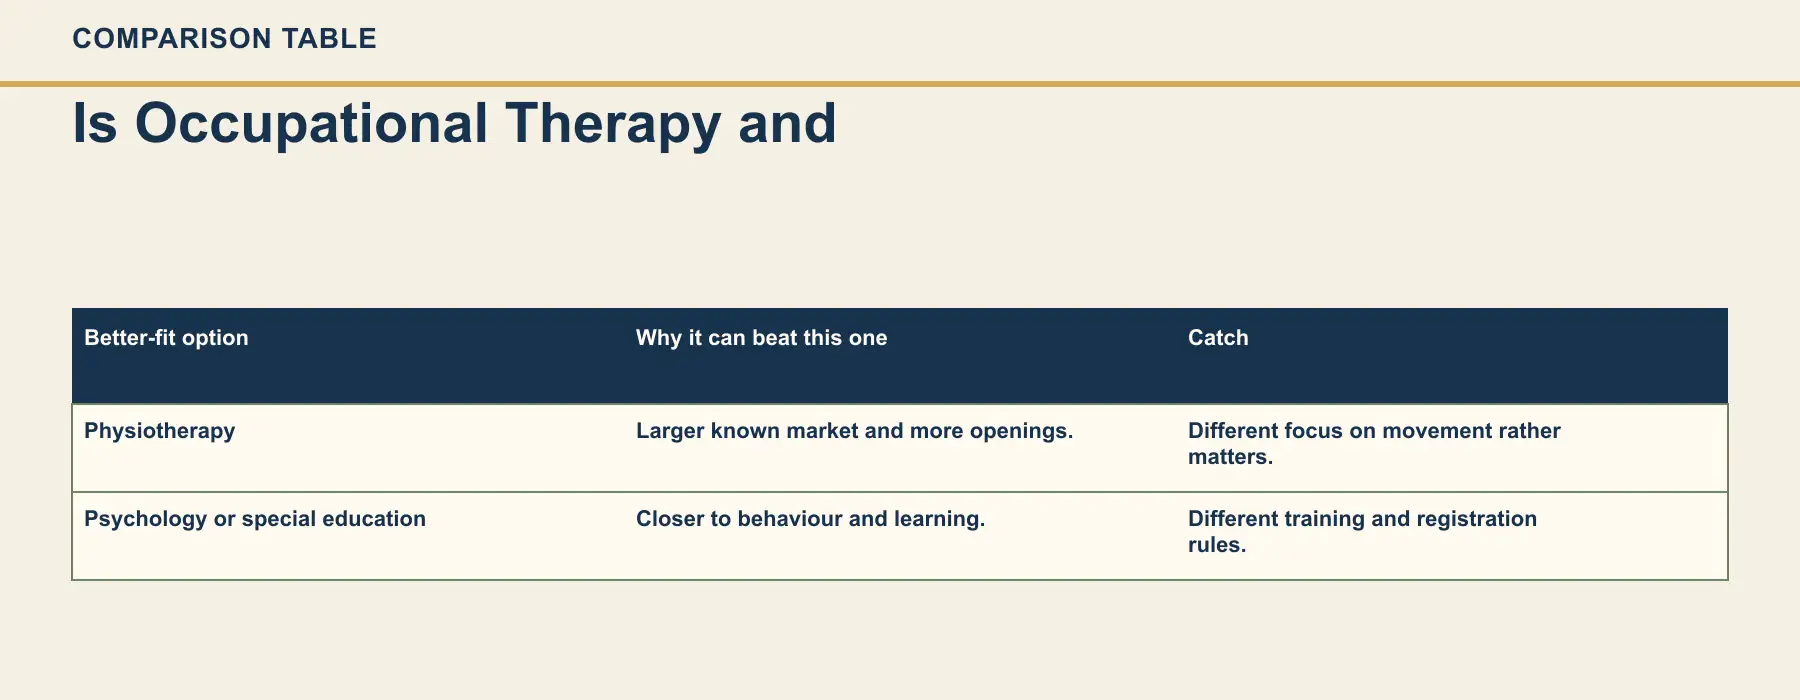 COMPARISON TABLE
Is Occupational Therapy and
Better-fit option
Why it can beat this one
Catch
Physiotherapy
Larger known market and more openings.
Different focus on movement rather
matters.
Psychology or special education
Closer to behaviour and learning.
Different training and registration
rules.